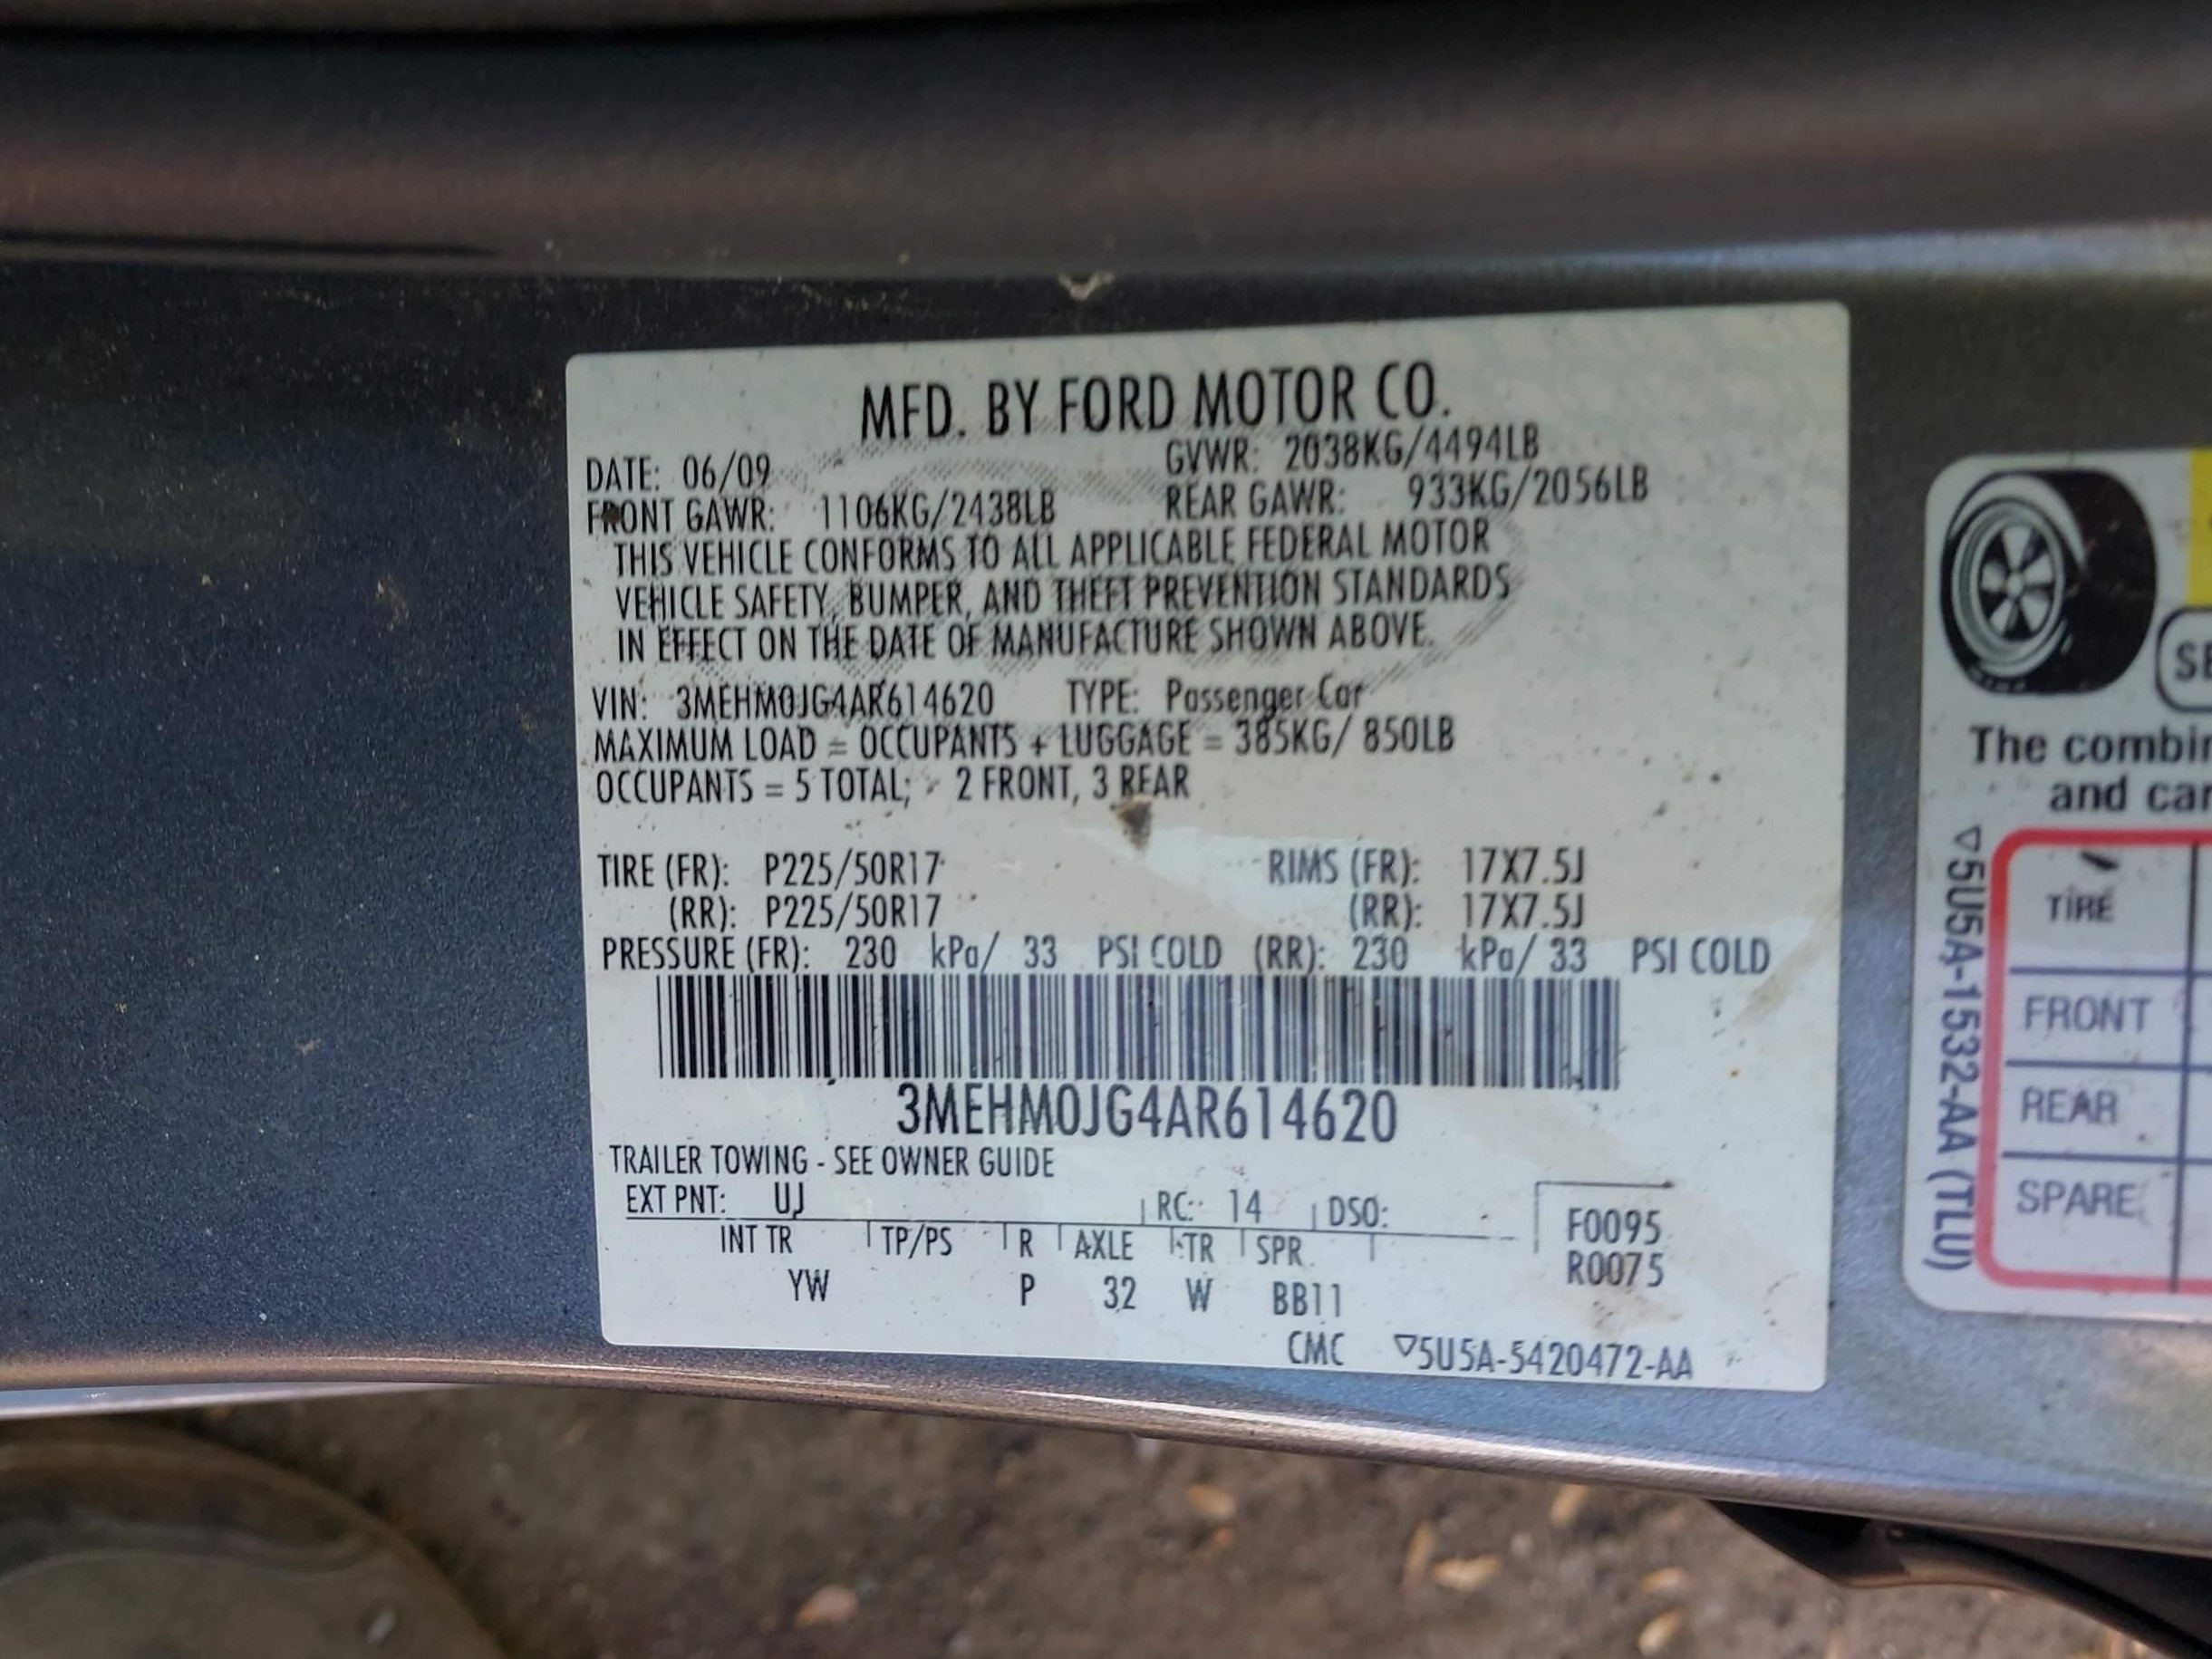 MFD. BY FORD MOTOR CO.
DATE: 06/09 GVWR: 2038KG/4494LB
FRONT GAWR: 1106KG/2438LB REAR GAWR: 933KG/2056LB
THIS VEHICLE CONFORMS TO ALL APPLICABLE FEDERAL MOTOR
VEHICLE SAFETY, BUMPER, AND THEFT PREVENTION STANDARDS
IN EFFECT ON THE DATE OF MANUFACTURE SHOWN ABOVE.
VIN: 3MEHM0JG4AR614620 TYPE: Passenger Car
MAXIMUM LOAD = OCCUPANTS + LUGGAGE = 385KG/ 850LB
OCCUPANTS = 5 TOTAL; 2 FRONT, 3 REAR
TIRE (FR): P225/50R17 RIMS (FR): 17X7.5J
(RR): P225/50R17 (RR): 17X7.5J
PRESSURE (FR): 230 kPa/ 33 PSI COLD (RR): 230 kPa/ 33 PSI COLD
3MEHM0JG4AR614620
TRAILER TOWING - SEE OWNER GUIDE
EXT PNT: UJ RC: 14 DSO:
INT TR TP/PS R AXLE TR SPR
YW P 32 W BB11
F0095
R0075
CMC ▽5U5A-5420472-AA
The combin
and car
▽5U5A-1532-AA (TLU)
TIRE
FRONT
REAR
SPARE